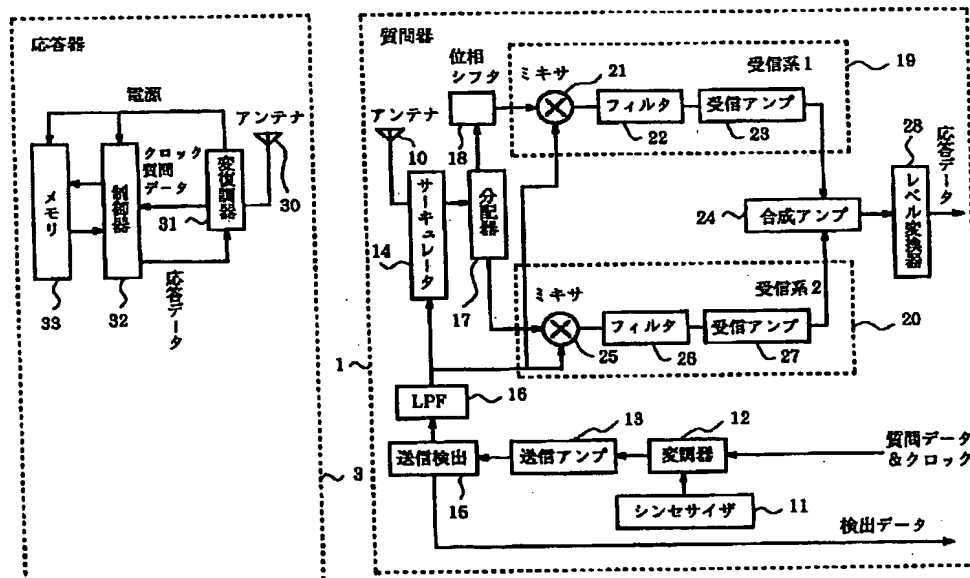 応答器
電源
アンテナ
30
メモリ
33
制御器
32
クロック
質問
データ
変復調器
31
応答データ
3
質問器
1
アンテナ
10
サーキュレータ
14
位相
シフタ
18
分配器
17
受信系1
19
ミキサ
21
フィルタ
22
受信アンプ
23
24
合成アンプ
28
レベル変換器
応答データ
受信系2
20
ミキサ
25
フィルタ
26
受信アンプ
27
LPF
16
送信検出
15
送信アンプ
13
変調器
12
質問データ
&クロック
シンセサイザ
11
検出データ